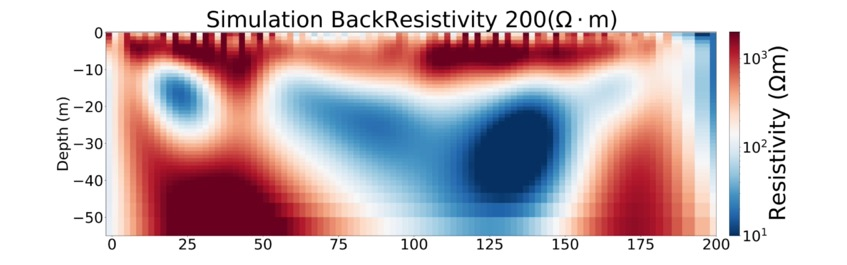 Simulation BackResistivity 200(Ω · m)
0
−10
−20
−30
−40
−50
Depth (m)
0 25 50 75 100 125 150 175 200
10³
10²
10¹
Resistivity (Ωm)